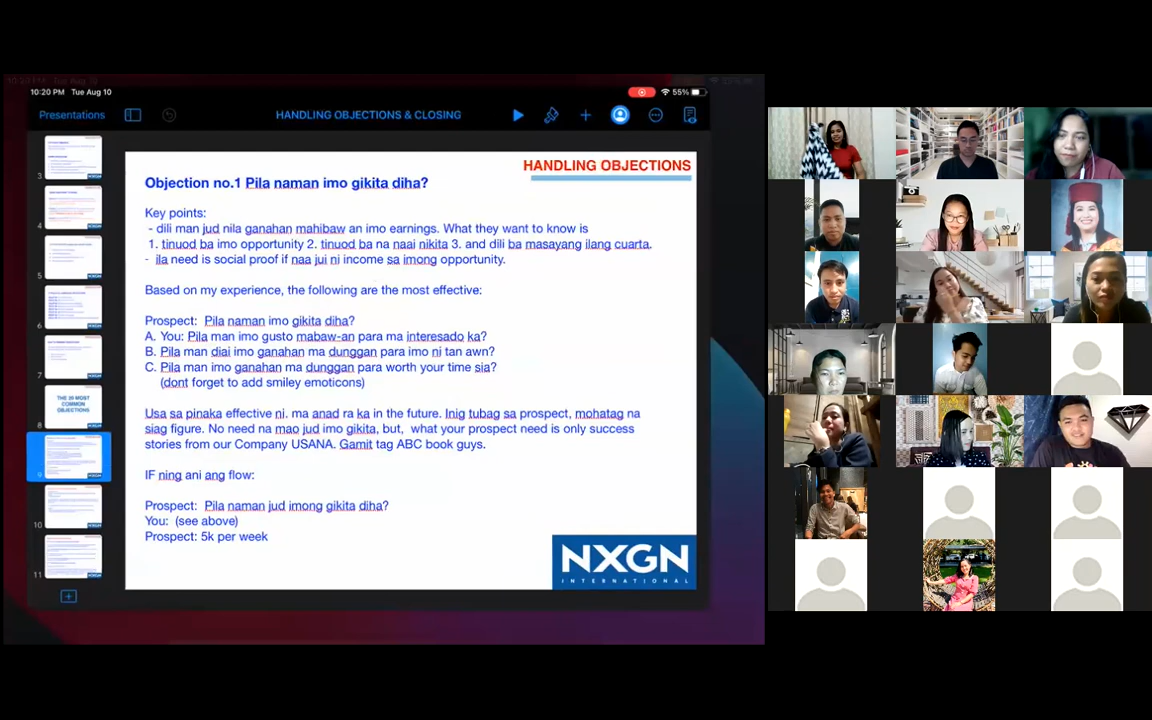 10:20 PM Tue Aug 10
55%
Presentations
HANDLING OBJECTIONS & CLOSING
HANDLING OBJECTIONS
Objection no.1 Pila naman imo gikita diha?
Key points:
- dili man jud nila ganahan mahibaw an imo earnings. What they want to know is
1. tinuod ba imo opportunity 2. tinuod ba na naai nikita 3. and dili ba masayang ilang cuarta.
- ila need is social proof if naa jui ni income sa imong opportunity.
Based on my experience, the following are the most effective:
Prospect: Pila naman imo gikita diha?
A. You: Pila man imo gusto mabaw-an para ma interesado ka?
B. Pila man diai imo ganahan ma dunggan para imo ni tan awn?
C. Pila man imo ganahan ma dunggan para worth your time sia?
(dont forget to add smiley emoticons)
Usa sa pinaka effective ni. ma anad ra ka in the future. Inig tubag sa prospect, mohatag na
siag figure. No need na mao jud imo gikita, but, what your prospect need is only success
stories from our Company USANA. Gamit tag ABC book guys.
IF ning ani ang flow:
Prospect: Pila naman jud imong gikita diha?
You: (see above)
Prospect: 5k per week
NXGN
INTERNATIONAL
3
4
5
6
7
THE 20 MOST
COMMON
OBJECTIONS
8
9
10
11